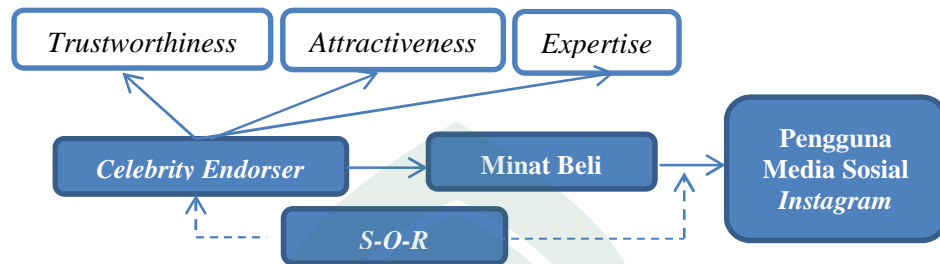 Trustworthiness
Attractiveness
Expertise
Celebrity Endorser
Minat Beli
Pengguna
Media Sosial
Instagram
S-O-R